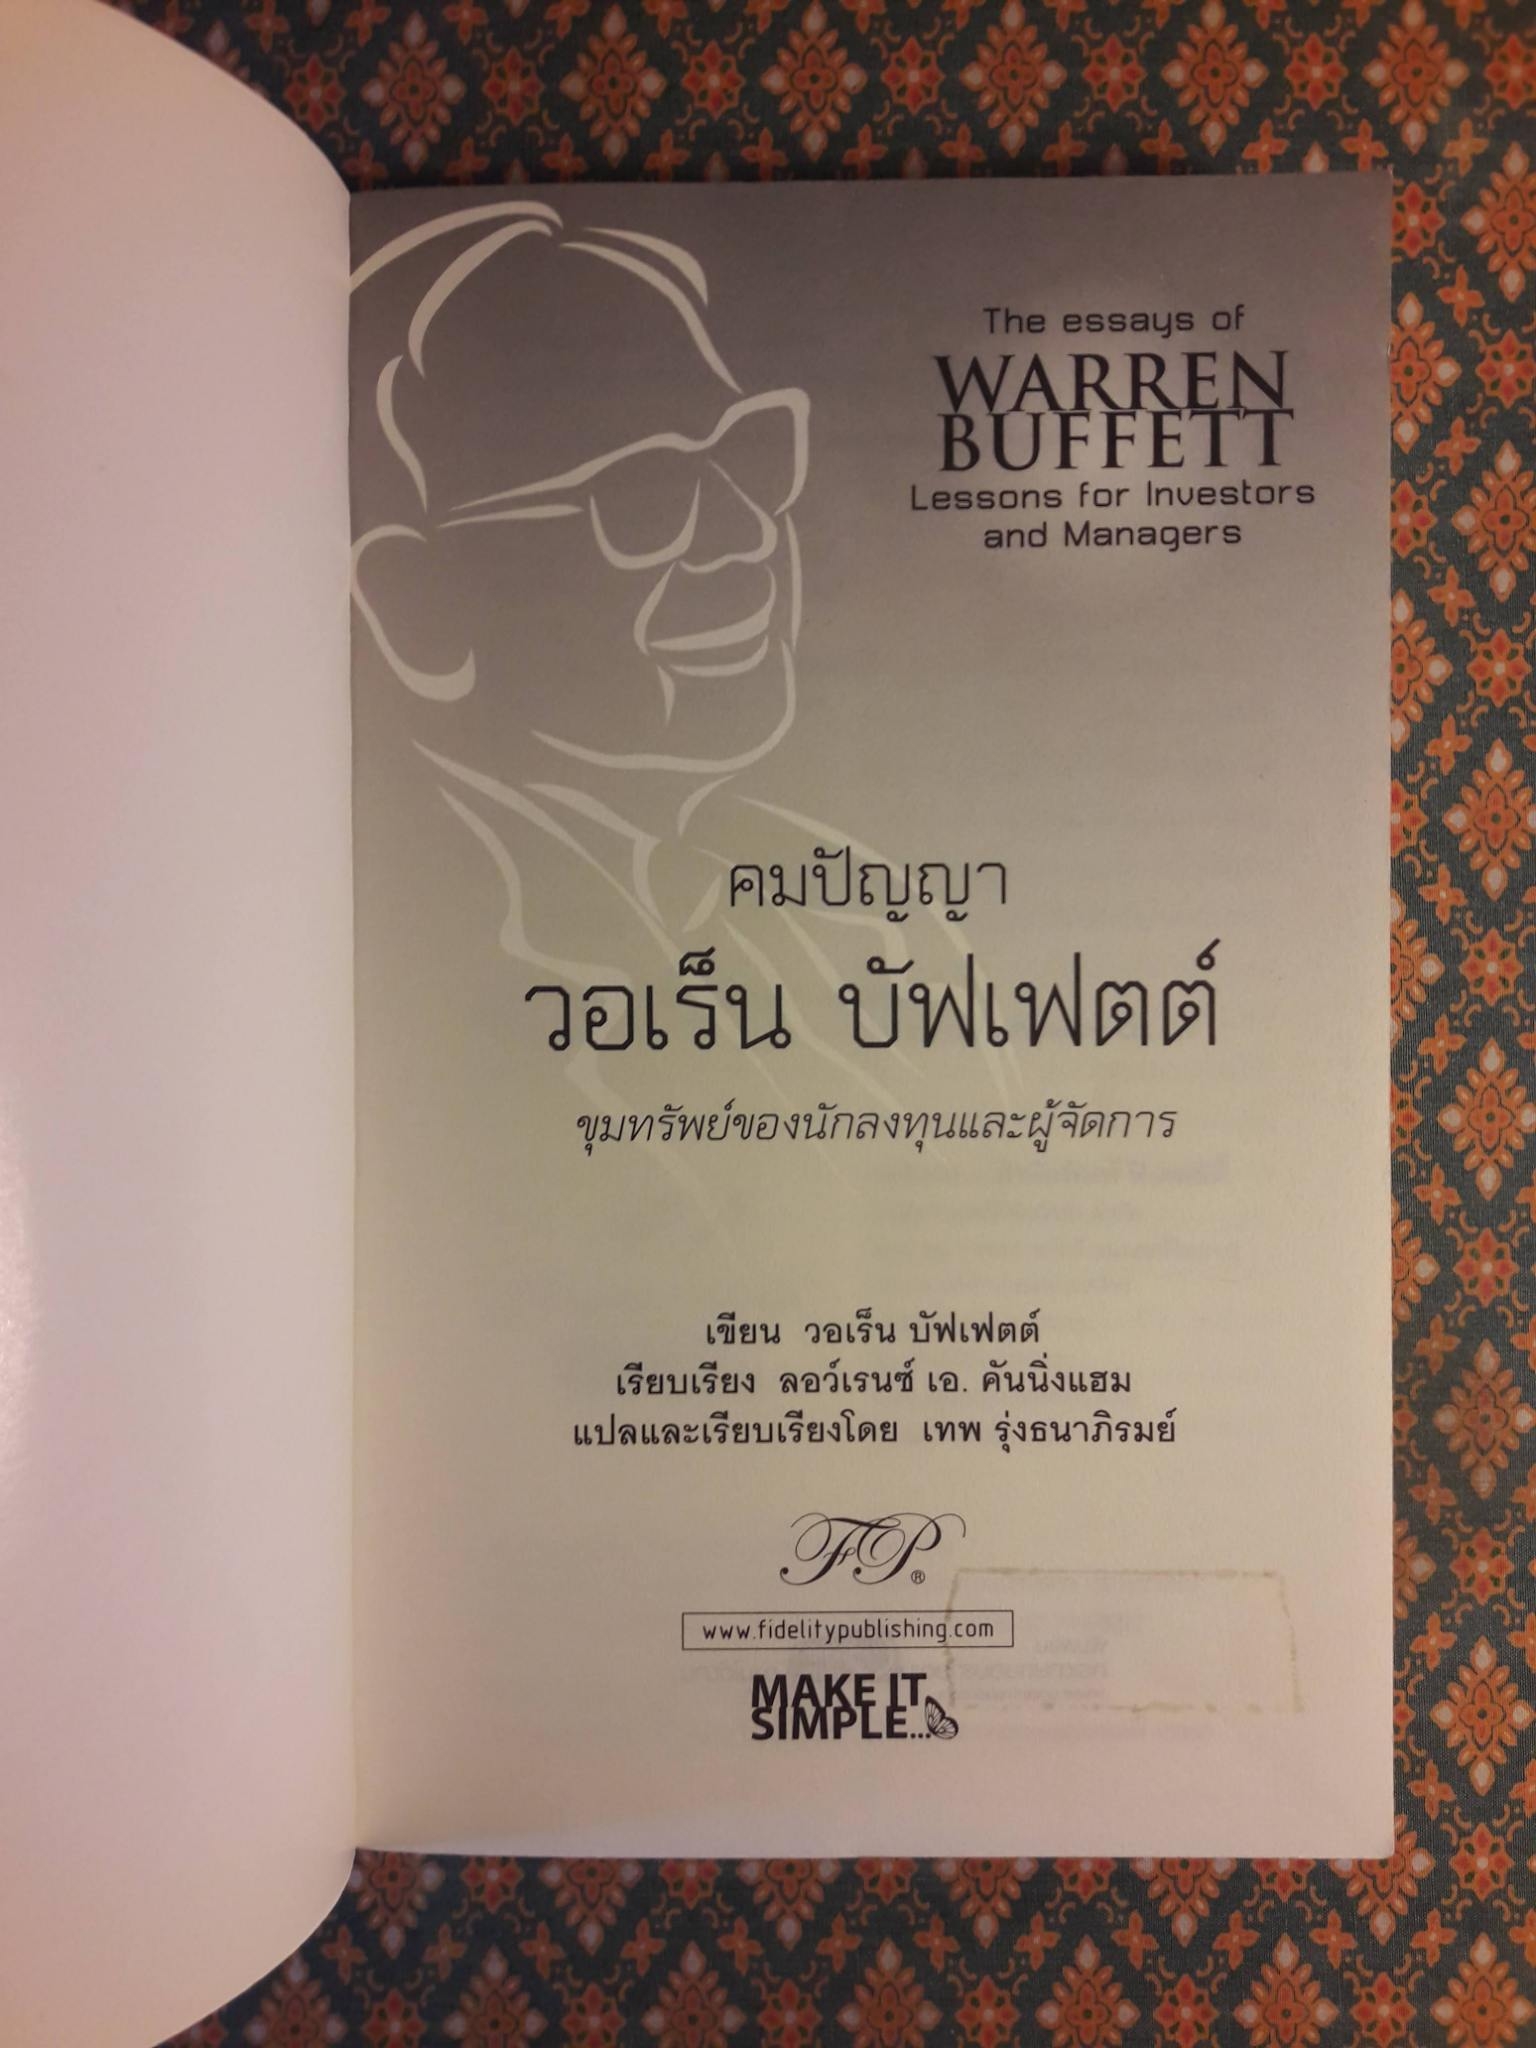 The essays of
WARREN
BUFFETT
Lessons for Investors
and Managers
คมปัญญา
วอเร็น บัฟเฟตต์
ขุมทรัพย์ของนักลงทุนและผู้จัดการ
เขียน วอเร็น บัฟเฟตต์
เรียบเรียง ลอว์เรนซ์ เอ. คันนิ่งแฮม
แปลและเรียบเรียงโดย เทพ รุ่งธนาภิรมย์
FP®
www.fidelitypublishing.com
MAKE IT
SIMPLE...